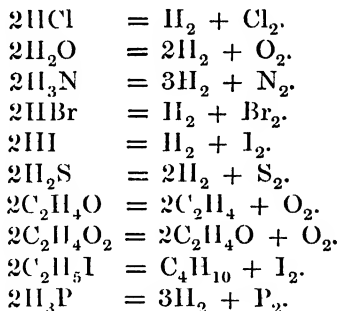 2HCl = H₂ + Cl₂.
2H₂O = 2H₂ + O₂.
2H₃N = 3H₂ + N₂.
2HBr = H₂ + Br₂.
2HI = H₂ + I₂.
2H₂S = 2H₂ + S₂.
2C₂H₄O = 2C₂H₄ + O₂.
2C₂H₄O₂ = 2C₂H₄O + O₂.
2C₂H₅I = C₄H₁₀ + I₂.
2H₃P = 3H₂ + P₂.